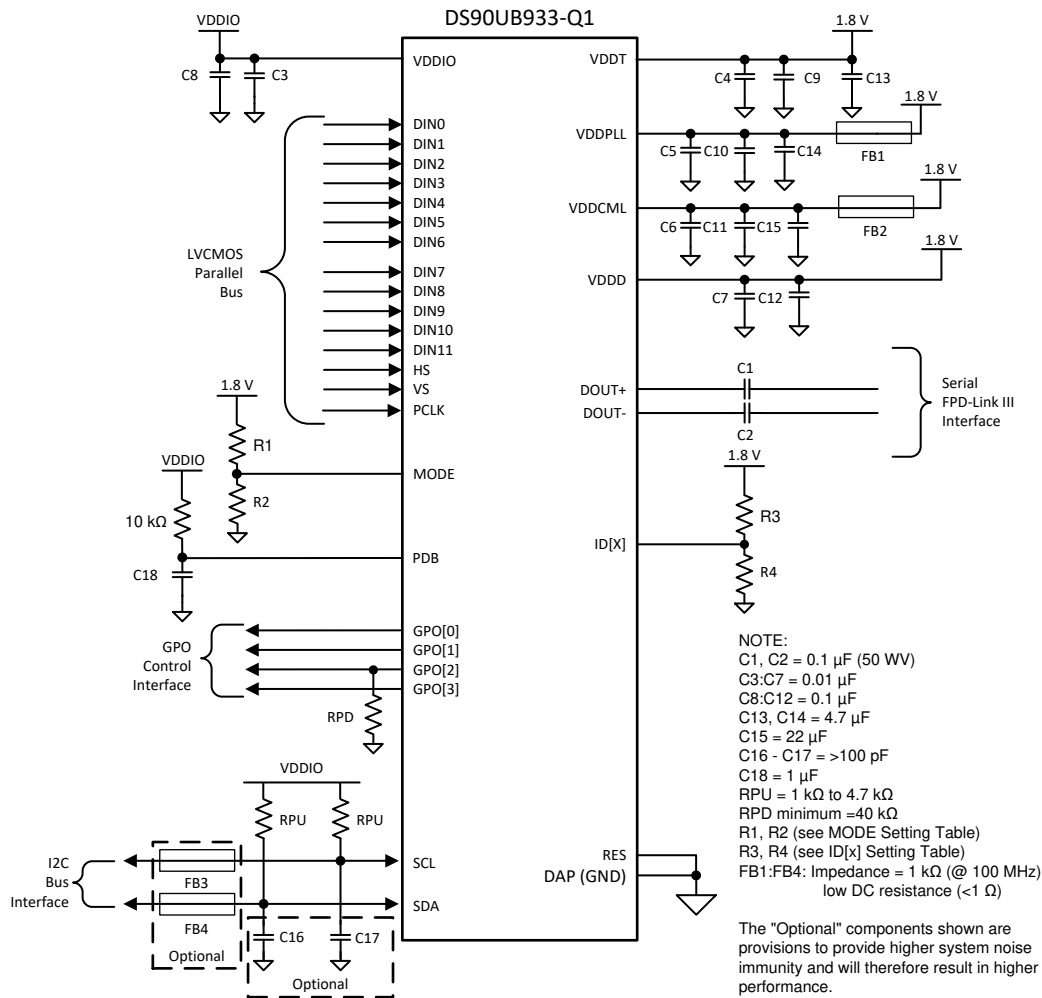 DS90UB933-Q1
VDDIO
VDDIO
C8
C3
DIN0
DIN1
DIN2
DIN3
DIN4
DIN5
DIN6
DIN7
DIN8
DIN9
DIN10
DIN11
HS
VS
PCLK
LVCMOS
Parallel
Bus
1.8 V
R1
R2
MODE
VDDIO
10 kΩ
C18
PDB
GPO[0]
GPO[1]
GPO[2]
GPO[3]
GPO
Control
Interface
RPD
VDDIO
RPU
RPU
I2C
Bus
Interface
FB3
FB4
Optional
SCL
SDA
C16
C17
Optional
VDDT
1.8 V
C4
C9
C13
VDDPLL
1.8 V
C5
C10
C14
FB1
VDDCML
1.8 V
C6
C11
C15
FB2
VDDD
1.8 V
C7
C12
DOUT+
DOUT-
C1
C2
Serial
FPD-Link III
Interface
1.8 V
R3
ID[X]
R4
RES
DAP (GND)
NOTE:
C1, C2 = 0.1 µF (50 WV)
C3:C7 = 0.01 µF
C8:C12 = 0.1 µF
C13, C14 = 4.7 µF
C15 = 22 µF
C16 - C17 = >100 pF
C18 = 1 µF
RPU = 1 kΩ to 4.7 kΩ
RPD minimum =40 kΩ
R1, R2 (see MODE Setting Table)
R3, R4 (see ID[x] Setting Table)
FB1:FB4: Impedance = 1 kΩ (@ 100 MHz)
low DC resistance (<1 Ω)
The "Optional" components shown are
provisions to provide higher system noise
immunity and will therefore result in higher
performance.